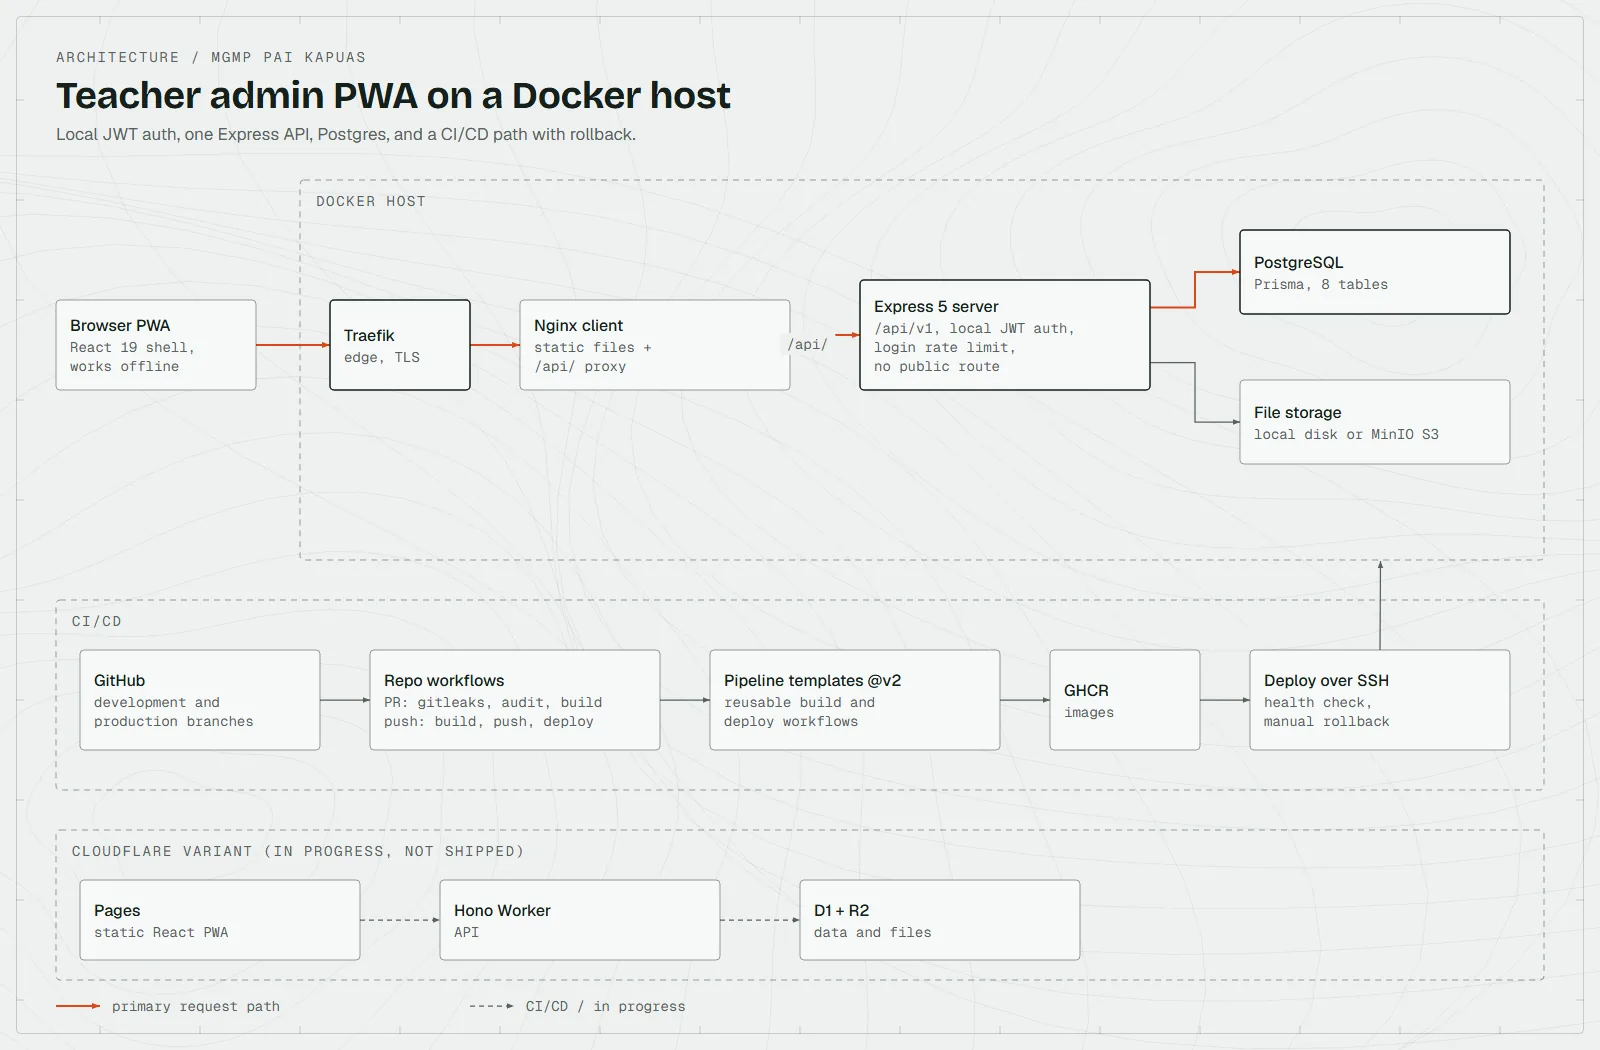 ARCHITECTURE / MGMP PAI KAPUAS
Teacher admin PWA on a Docker host
Local JWT auth, one Express API, Postgres, and a CI/CD path with rollback.
DOCKER HOST
Browser PWA
React 19 shell,
works offline
Traefik
edge, TLS
Nginx client
static files +
/api/ proxy
/api/
Express 5 server
/api/v1, local JWT auth,
login rate limit,
no public route
PostgreSQL
Prisma, 8 tables
File storage
local disk or MinIO S3
CI/CD
GitHub
development and
production branches
Repo workflows
PR: gitleaks, audit, build
push: build, push, deploy
Pipeline templates @v2
reusable build and
deploy workflows
GHCR
images
Deploy over SSH
health check,
manual rollback
CLOUDFLARE VARIANT (IN PROGRESS, NOT SHIPPED)
Pages
static React PWA
Hono Worker
API
D1 + R2
data and files
primary request path
CI/CD / in progress